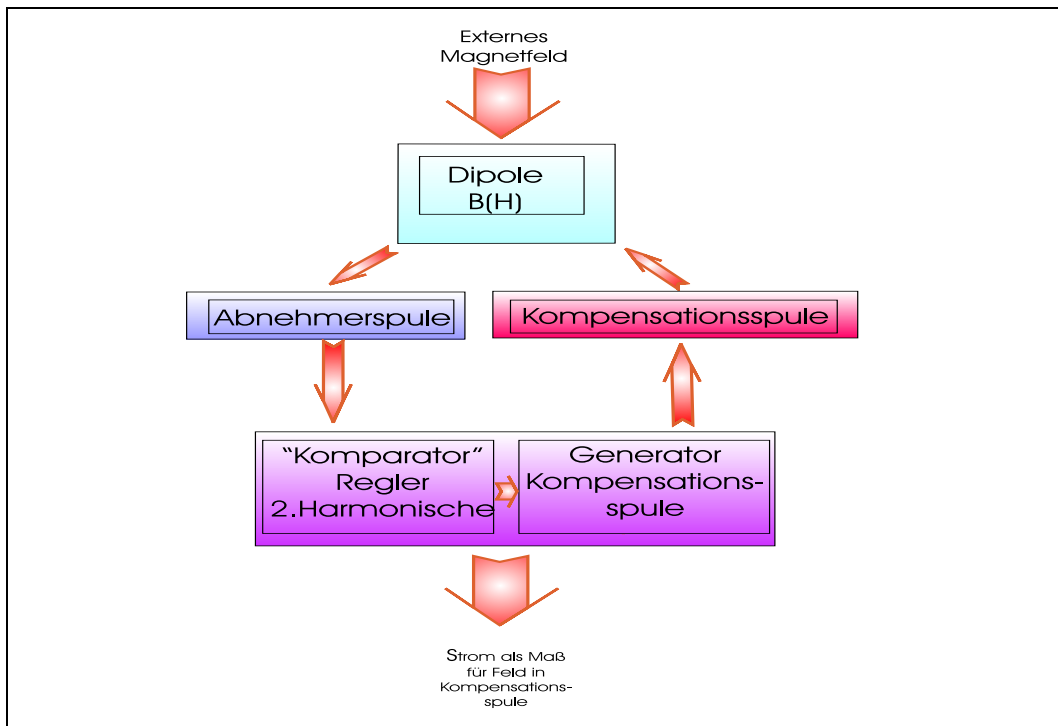 Externes
Magnetfeld
Dipole
B(H)
Abnehmerspule
Kompensationsspule
"Komparator"
Regler
2.Harmonische
Generator
Kompensations-
spule
Strom als Maß
für Feld in
Kompensations-
spule